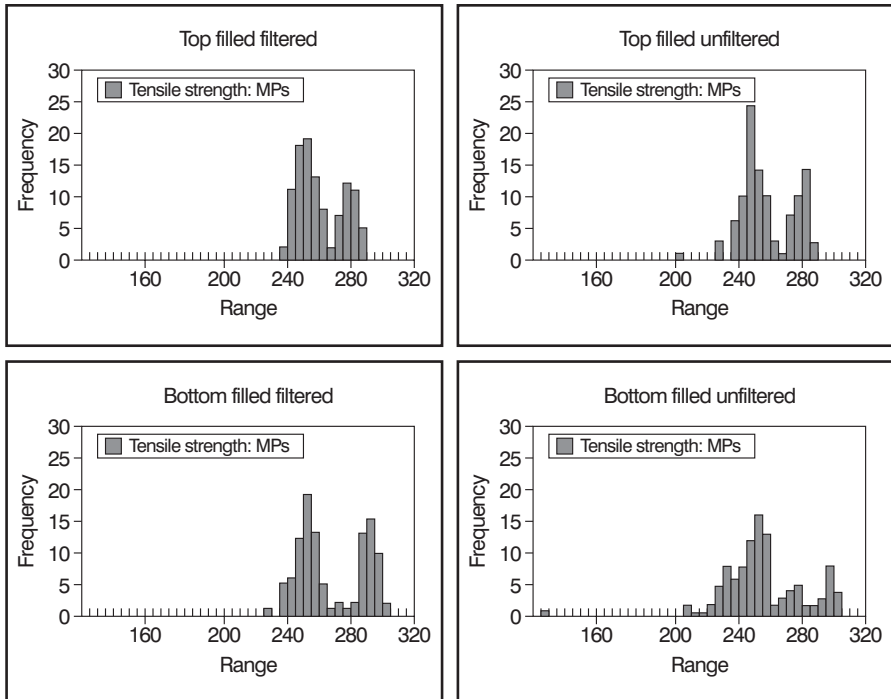 Top filled filtered
30
25
20
15
10
5
0
Frequency
Tensile strength: MPs
160 200 240 280 320
Range
Top filled unfiltered
30
25
20
15
10
5
0
Frequency
Tensile strength: MPs
160 200 240 280 320
Range
Bottom filled filtered
30
25
20
15
10
5
0
Frequency
Tensile strength: MPs
160 200 240 280 320
Range
Bottom filled unfiltered
30
25
20
15
10
5
0
Frequency
Tensile strength: MPs
160 200 240 280 320
Range